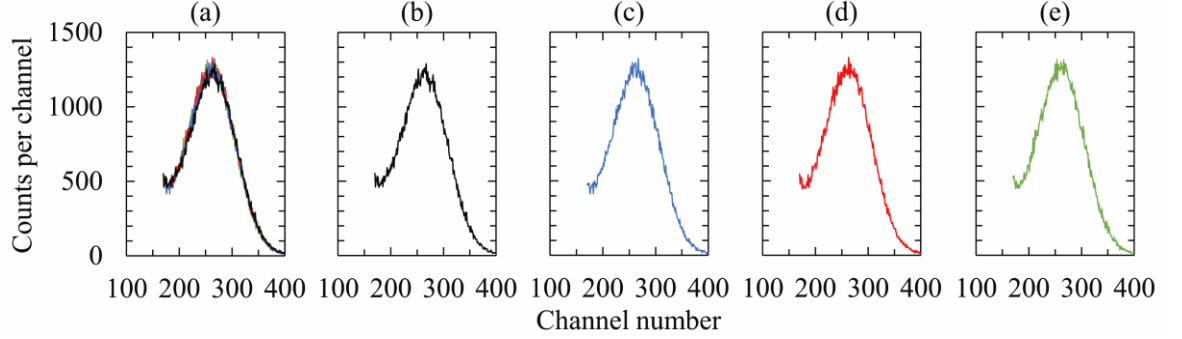 (a) (b) (c) (d) (e)
Counts per channel
1500
1000
500
0
100 200 300 400 100 200 300 400 100 200 300 400 100 200 300 400 100 200 300 400
Channel number